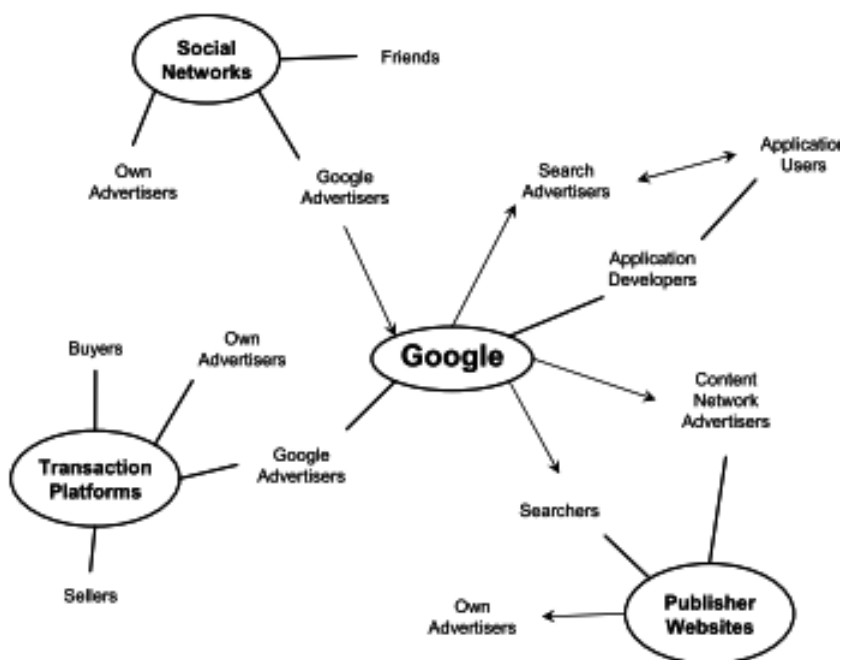 Social
Networks
Friends
Own
Advertisers
Google
Advertisers
Search
Advertisers
Application
Users
Application
Developers
Google
Buyers
Own
Advertisers
Content
Network
Advertisers
Transaction
Platforms
Google
Advertisers
Searchers
Sellers
Own
Advertisers
Publisher
Websites